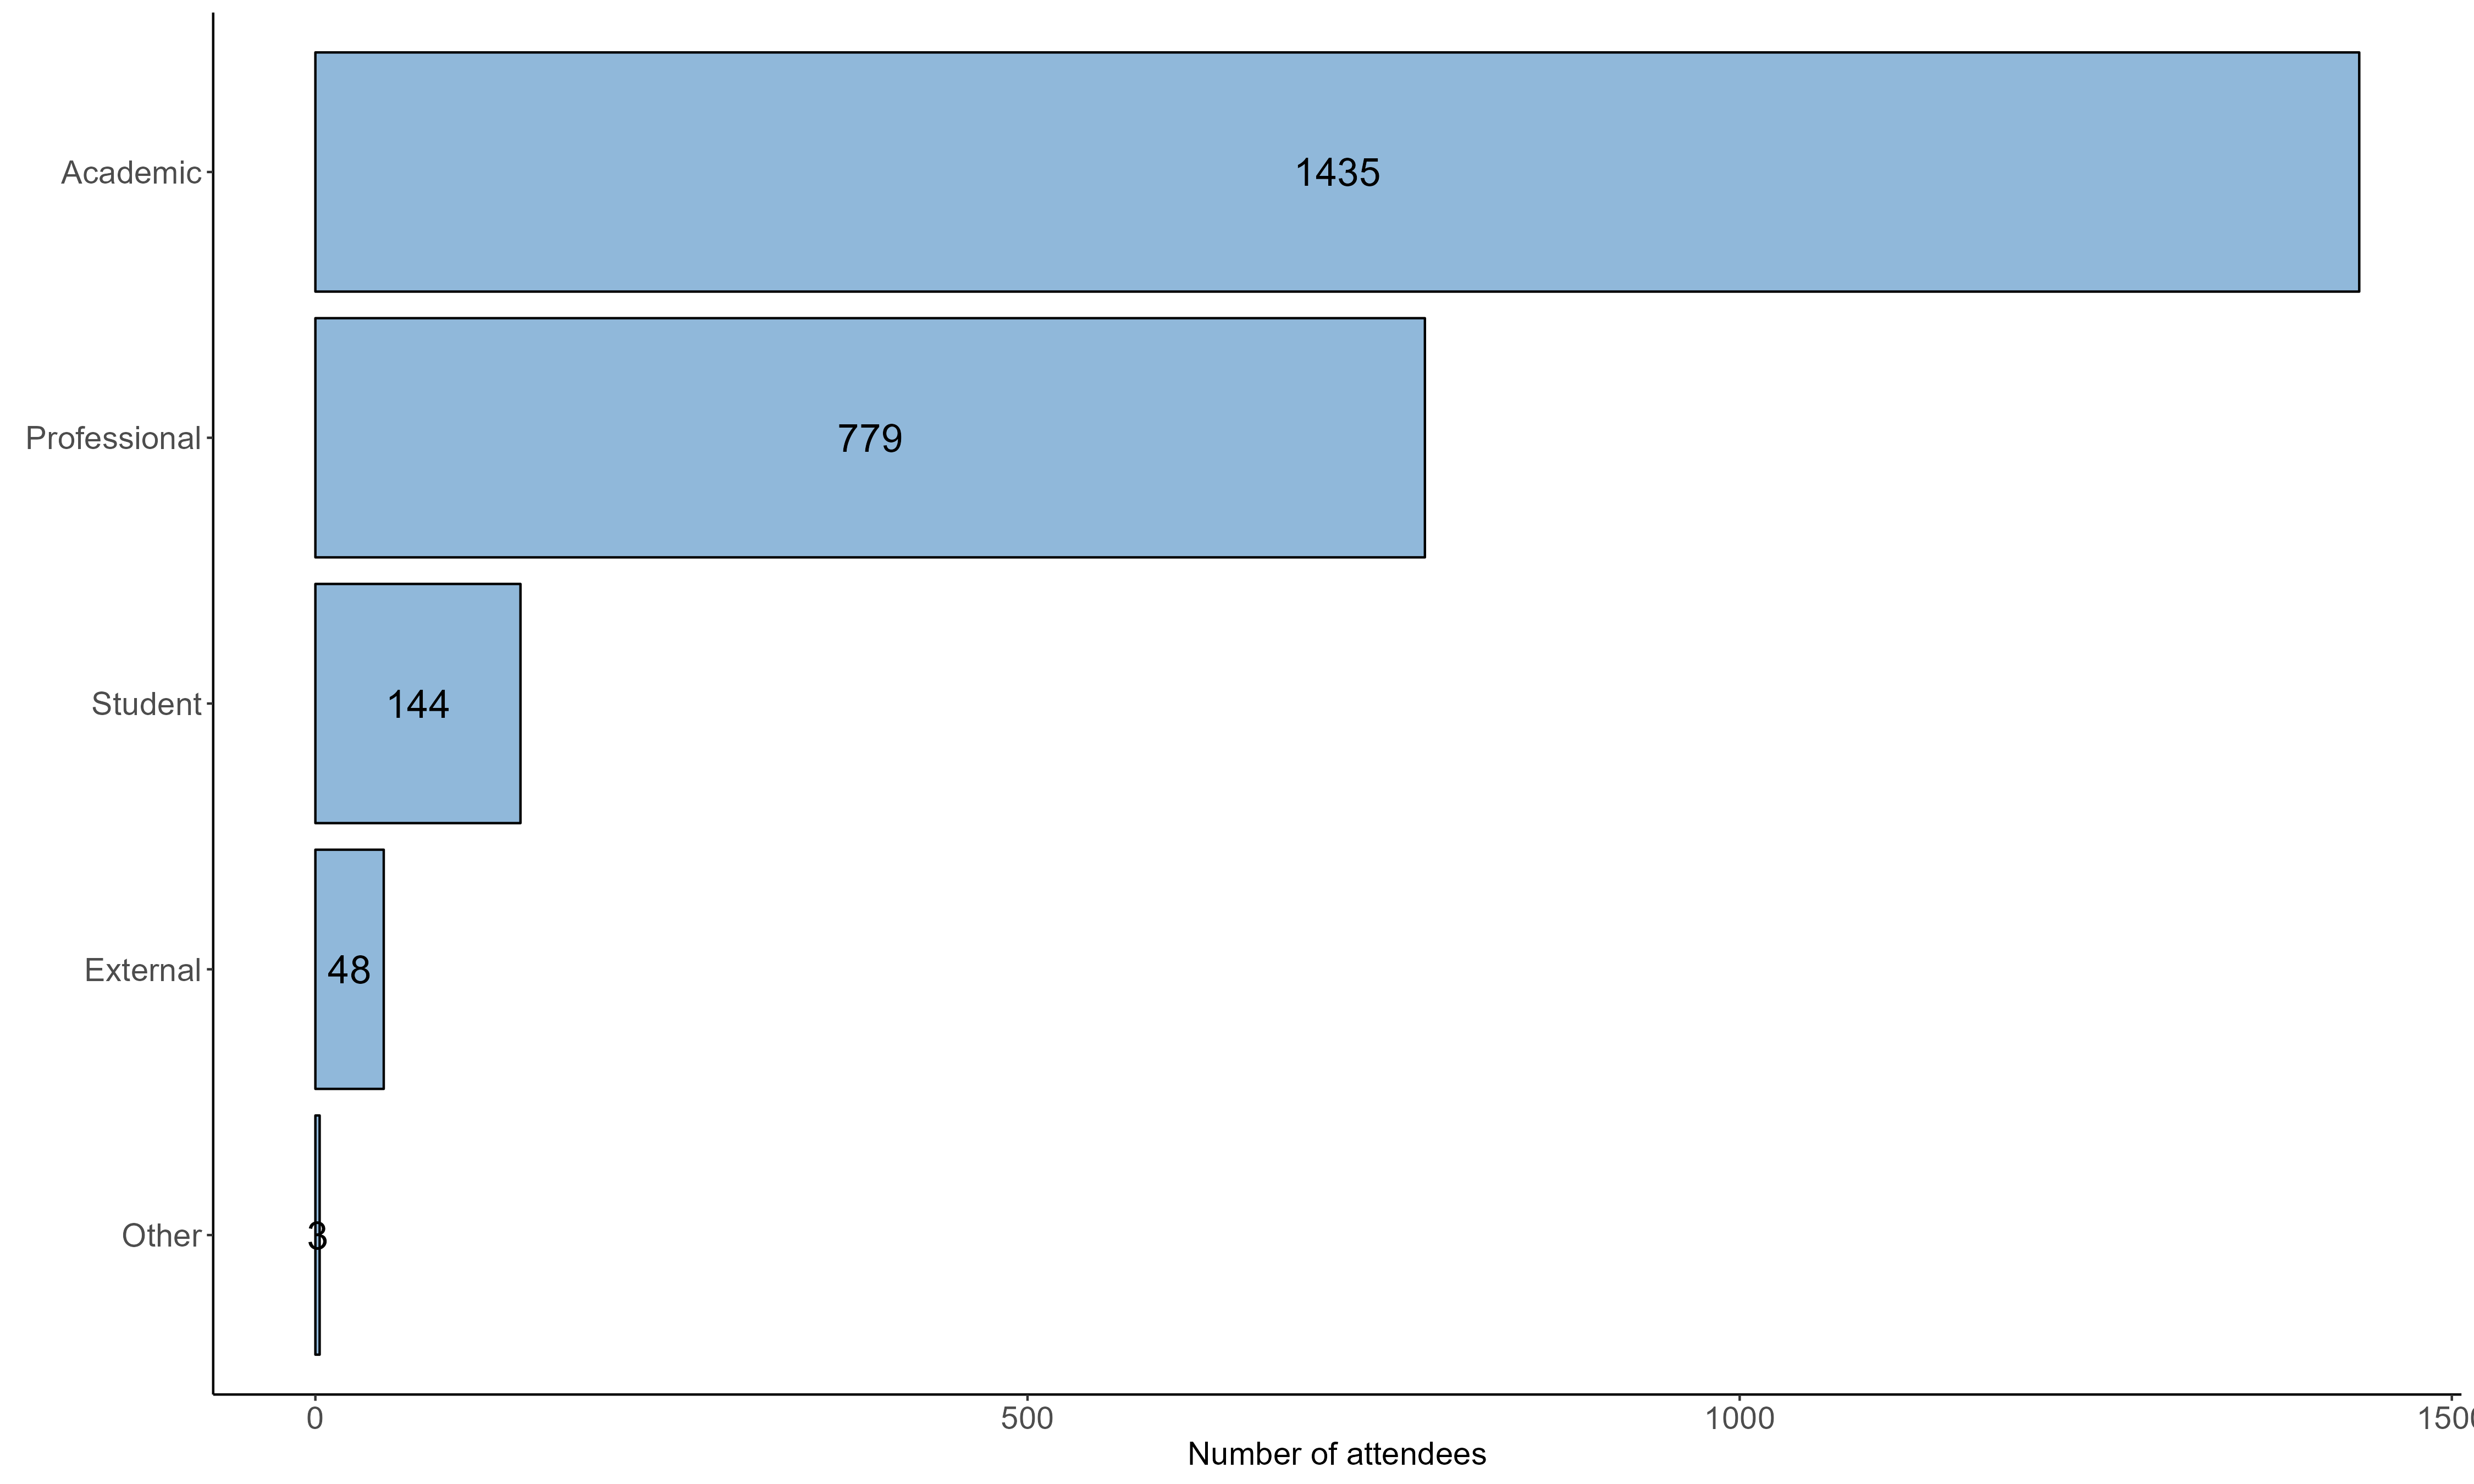 Academic
1435
Professional
779
Student
144
External
48
Other
3
0
500
1000
150
Number of attendees